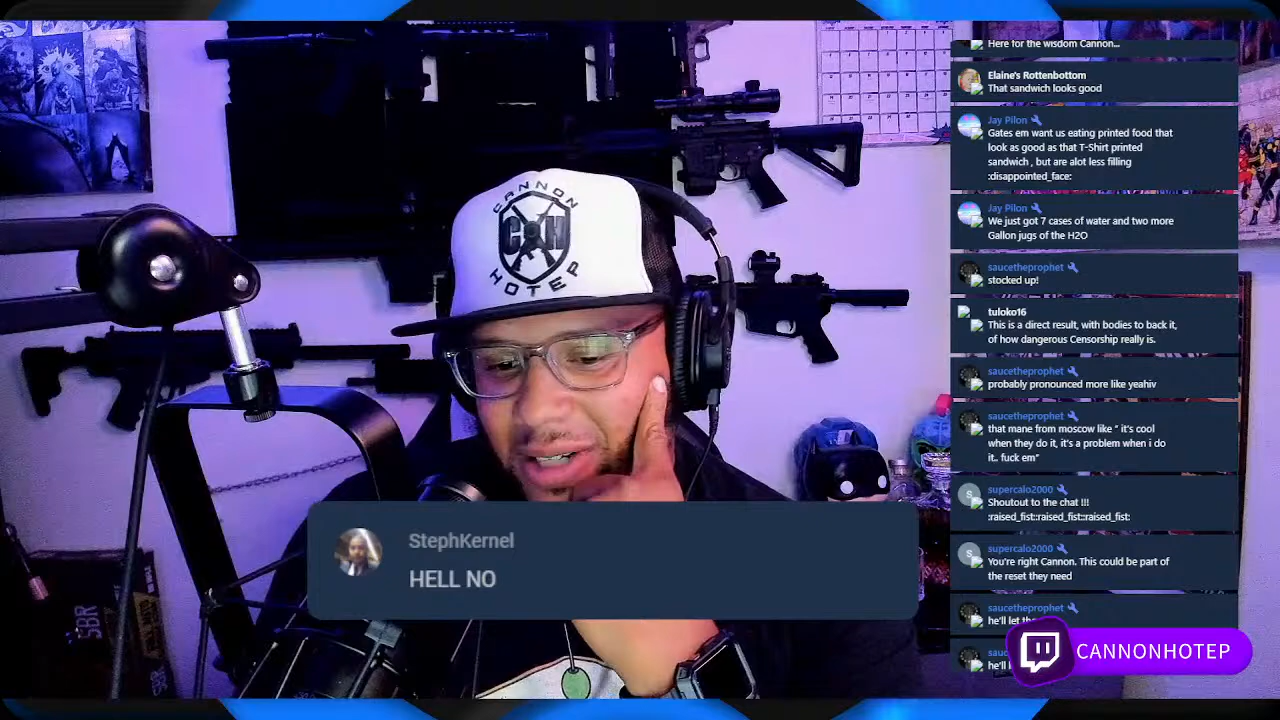 CANNON
CH
HOTEP
StephKernel
HELL NO
SBR
Here for the wisdom Cannon...
Elaine's Rottenbottom
That sandwich looks good
Jay Pilon
Gates em want us eating printed food that
look as good as that T-Shirt printed
sandwich , but are alot less filling
:disappointed_face:
Jay Pilon
We just got 7 cases of water and two more
Gallon jugs of the H2O
saucetheprophet
stocked up!
tuloko16
This is a direct result, with bodies to back it,
of how dangerous Censorship really is.
saucetheprophet
probably pronounced more like yeahiv
saucetheprophet
that mane from moscow like " it's cool
when they do it, it's a problem when i do
it.. fuck em"
S
supercalo2000
Shoutout to the chat !!!
:raised_fist::raised_fist::raised_fist:
S
supercalo2000
You're right Cannon. This could be part of
the reset they need
saucetheprophet
he'll let
he'll
CANNONHOTEP